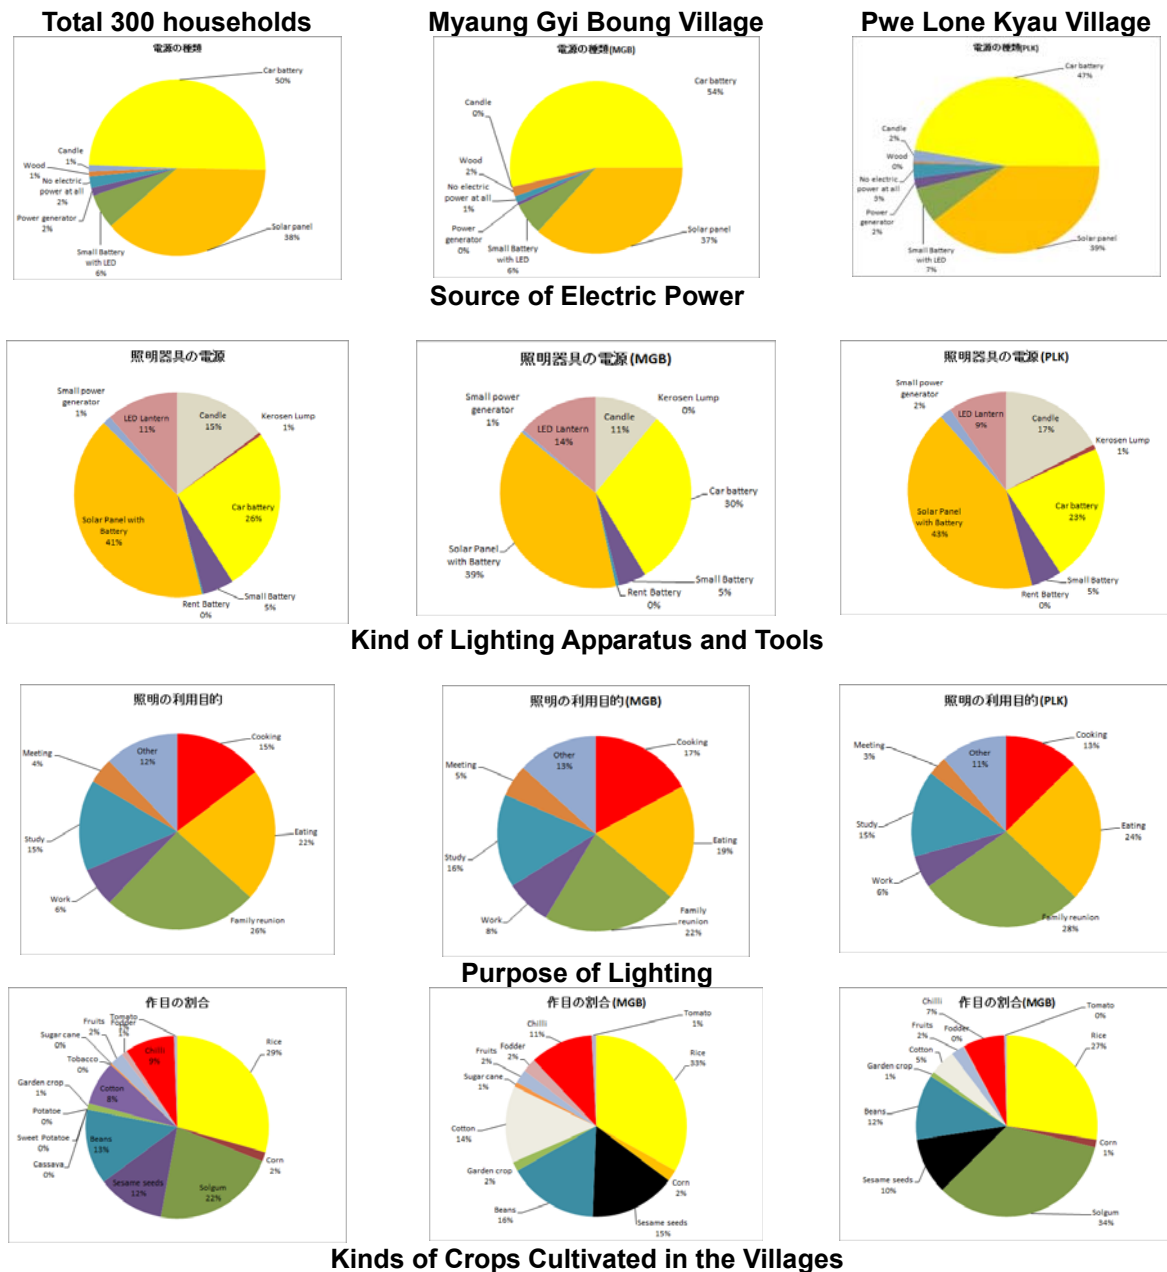 Total 300 households
Myaung Gyi Boung Village
Pwe Lone Kyau Village
電源の種類
Car battery
50%
Candle
1%
Wood
1%
No electric
power at all
2%
Power generator
2%
Small Battery
with LED
6%
Solar panel
38%
電源の種類(MGB)
Car battery
54%
Candle
0%
Wood
2%
No electric
power at all
1%
Power
generator
0%
Small Battery
with LED
6%
Solar panel
37%
電源の種類(PLK)
Car battery
47%
Candle
2%
Wood
0%
No electric
power at all
3%
Power
generator
2%
Small Battery
with LED
7%
Solar panel
39%
Source of Electric Power
照明器具の電源
Small power
generator
1%
LED Lantern
11%
Candle
15%
Kerosen Lump
1%
Car battery
26%
Solar Panel with
Battery
41%
Rent Battery
0%
Small Battery
5%
照明器具の電源(MGB)
Small power
generator
1%
LED Lantern
14%
Candle
11%
Kerosen Lump
0%
Car battery
30%
Solar Panel
with Battery
39%
Small Battery
5%
Rent Battery
0%
照明器具の電源(PLK)
Small power
generator
2%
LED Lantern
9%
Candle
17%
Kerosen Lump
1%
Car battery
23%
Solar Panel
with Battery
43%
Small Battery
5%
Rent Battery
0%
Kind of Lighting Apparatus and Tools
照明の利用目的
Cooking
15%
Other
12%
Meeting
4%
Study
15%
Eating
22%
Work
6%
Family reunion
26%
照明の利用目的(MGB)
Cooking
17%
Other
13%
Meeting
5%
Study
16%
Eating
19%
Work
8%
Family
reunion
22%
照明の利用目的(PLK)
Cooking
13%
Other
11%
Meeting
3%
Study
15%
Eating
24%
Work
6%
Family reunion
28%
Purpose of Lighting
作目の割合
Tomato
Fodder
1%
Fruits
2%
Sugar cane
0%
Tobacco
0%
Chilli
9%
Rice
29%
Garden crop
1%
Cotton
8%
Potatoe
0%
Sweet Potatoe
0%
Cassava
0%
Beans
13%
Sesame seeds
12%
Solgum
22%
Corn
2%
作目の割合(MGB)
Chilli
11%
Tomato
1%
Fodder
2%
Fruits
2%
Sugar cane
1%
Rice
33%
Cotton
14%
Garden crop
2%
Beans
16%
Sesame seeds
15%
Corn
2%
作目の割合(MGB)
Chilli
7%
Tomato
0%
Fodder
0%
Fruits
2%
Cotton
5%
Garden crop
1%
Rice
27%
Beans
12%
Sesame seeds
10%
Corn
1%
Solgum
34%
Kinds of Crops Cultivated in the Villages